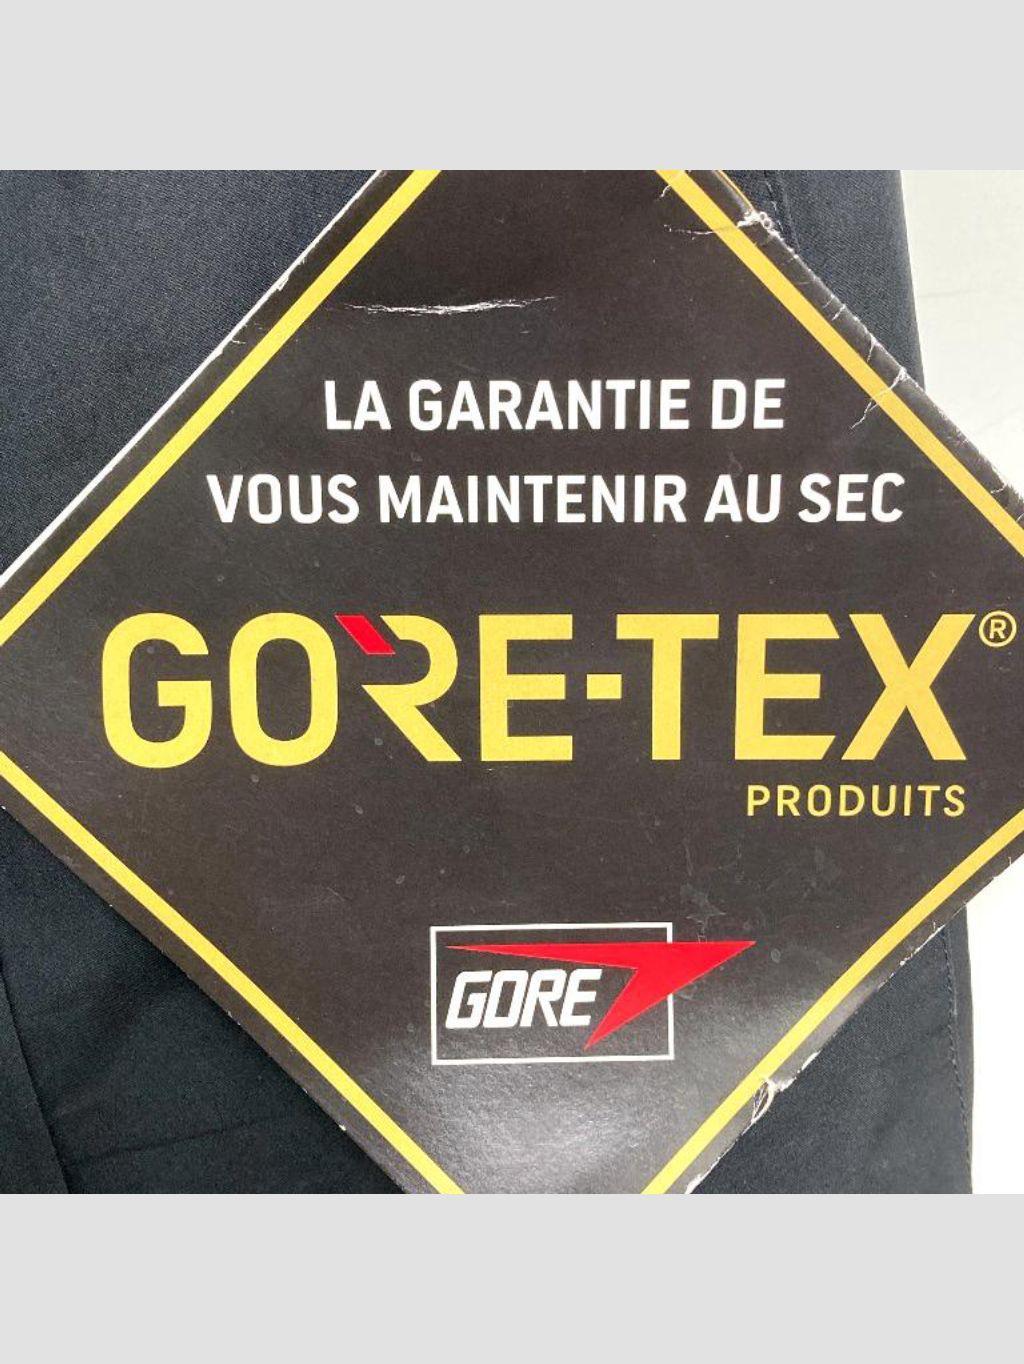 LA GARANTIE DE
VOUS MAINTENIR AU SEC
GORE-TEX®
PRODUITS
GORE